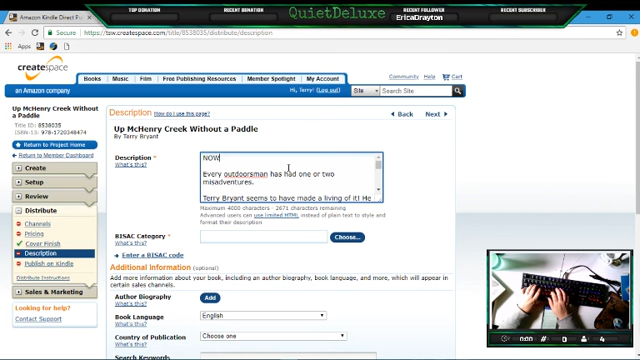 QuietDeluxe
TOP DONATION
RECENT DONATION
RECENT FOLLOWER
EricaDrayton
RECENT SUBSCRIBER
Amazon Kindle Direct Pu
Secure
https://tsw.createspace.com/title/8538035/distribute/description
Apps
createspace
an Amazon company
Books
Music
Film
Free Publishing Resources
Member Spotlight
My Account
Community
Help
Cart
Hi, Terry! (Log out)
Site
Search Site
Up McHenry Creek Without
a Paddle
Title ID: 8538035
ISBN-13: 978-1720348474
Return to Project Home
Return to Member Dashboard
Create
Setup
Review
Distribute
Channels
Pricing
Cover Finish
Description
Publish on Kindle
Distribute Instructions
Sales & Marketing
Looking for help?
Contact Support
Description
How do I use this page?
Back
Next
Up McHenry Creek Without a Paddle
By Terry Bryant
Description *
What's this?
NOW
Every outdoorsman has had one or two
misadventures.
Terry Bryant seems to have made a living of it! He
Maximum 4000 characters - 2671 characters remaining
Advanced users can use limited HTML instead of plain text to style and
format their description
BISAC Category *
What's this?
Choose...
Enter a BISAC code
Additional Information (optional)
Add more information about your book, including an author biography, book language, and more, which will appear in
certain sales channels.
Author Biography
What's this?
Add
Book Language
What's this?
English
Country of Publication
What's this?
Choose one
Search Keywords
0:00
0
4